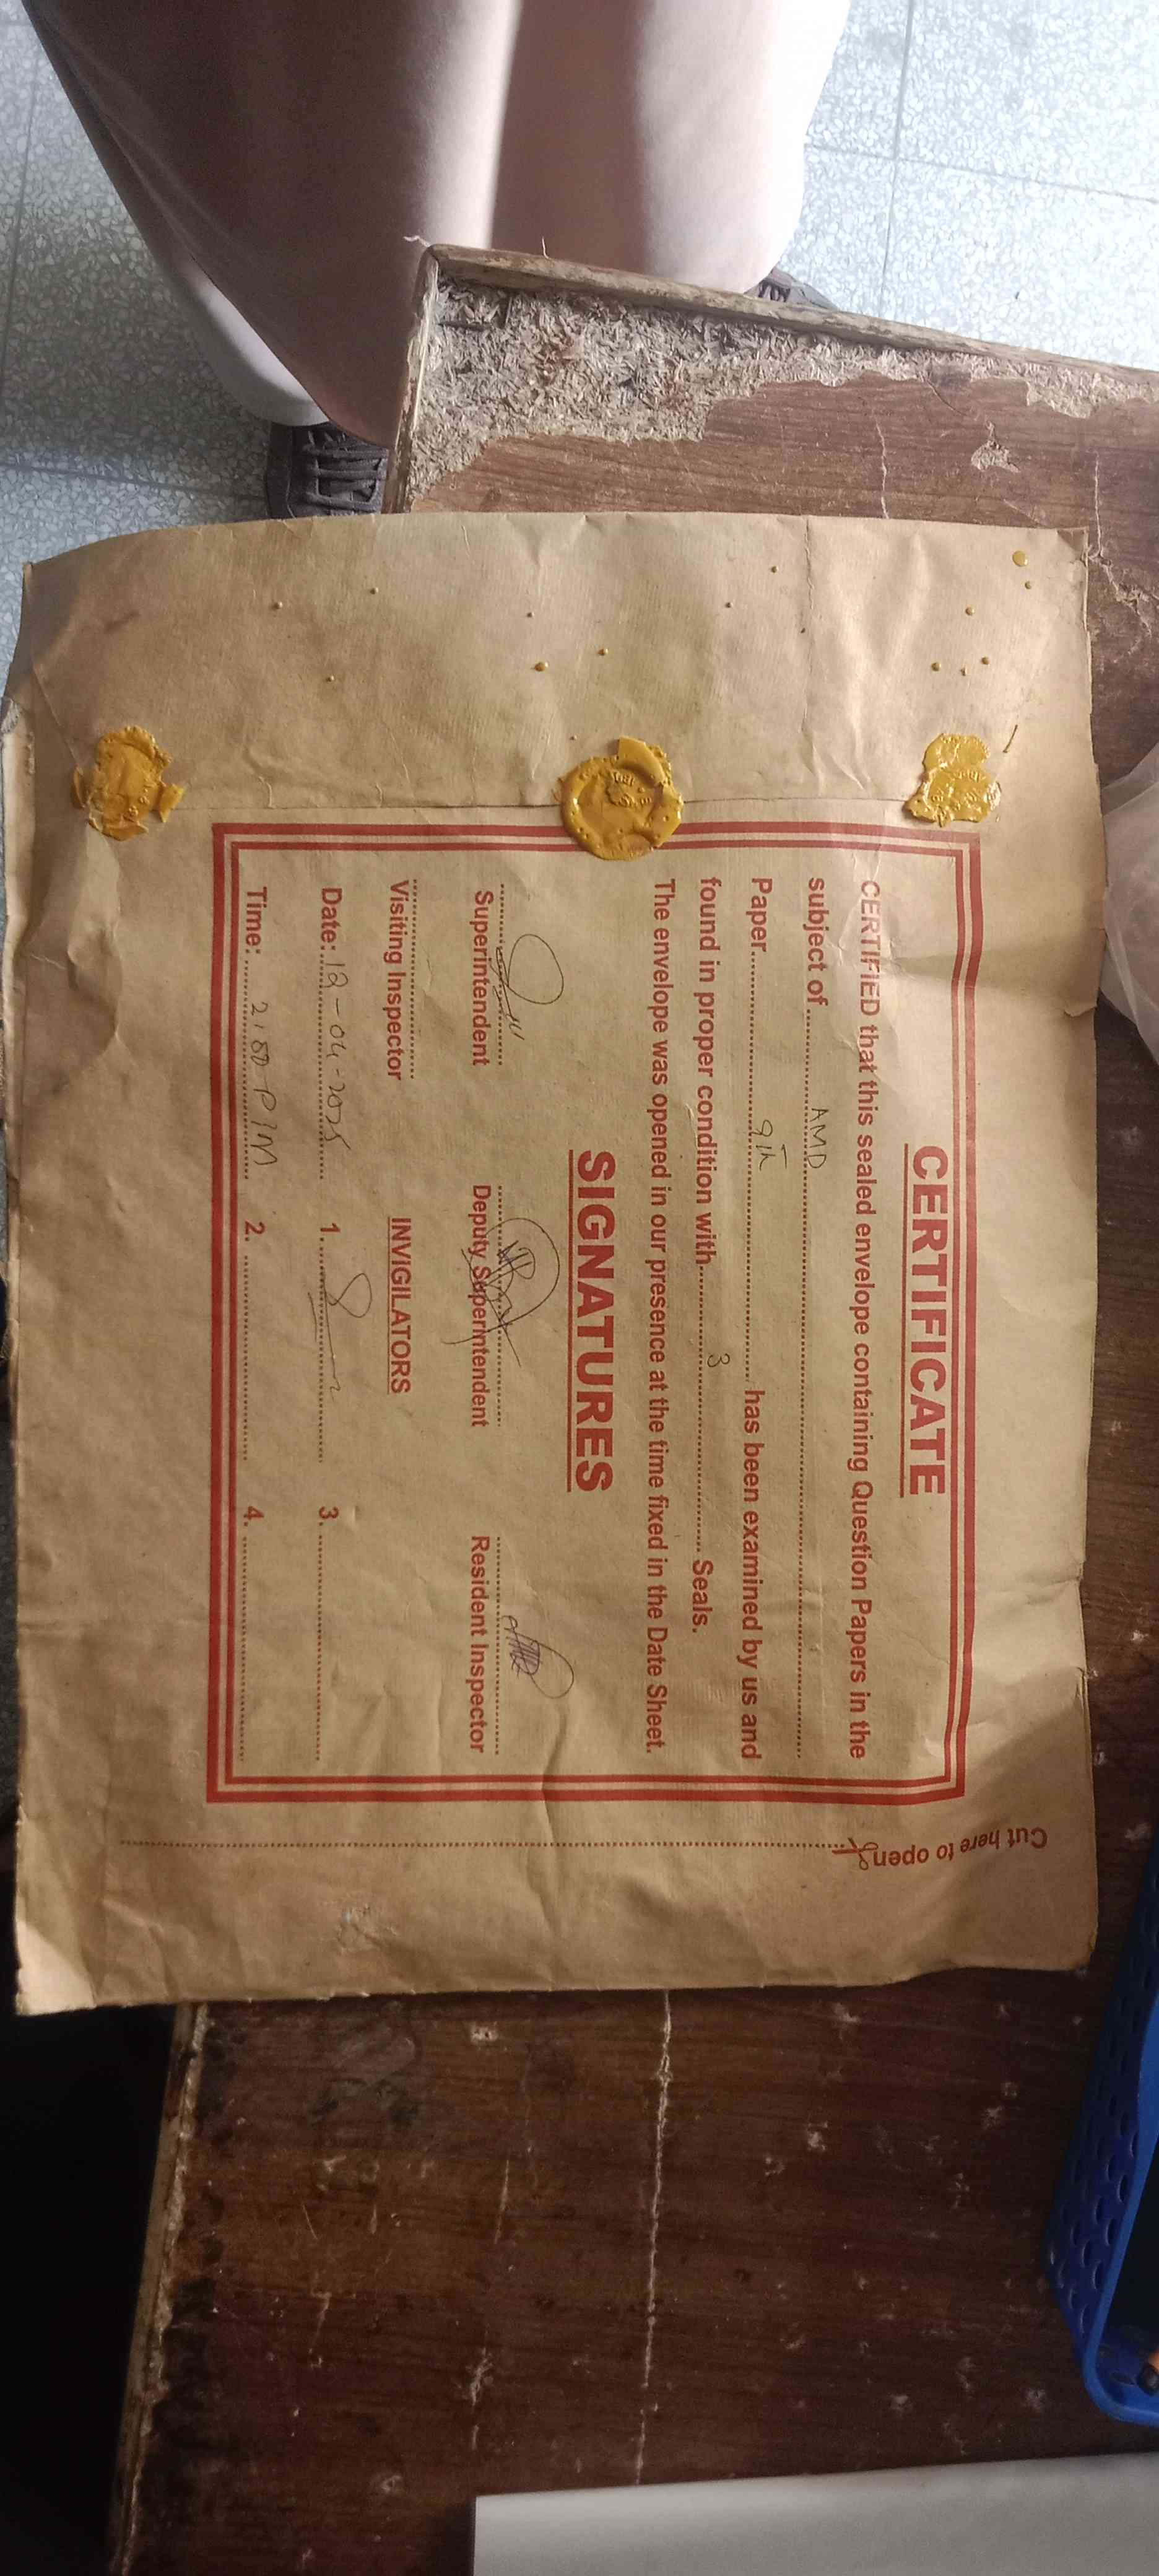 CERTIFICATE
CERTIFIED that this sealed envelope containing Question Papers in the
subject of AMD
Paper 9th has been examined by us and
found in proper condition with 3 Seals.
The envelope was opened in our presence at the time fixed in the Date Sheet.
SIGNATURES
Superintendent Deputy Superintendent Resident Inspector
Visiting Inspector INVIGILATORS
Date: 12-04-2025 1. 3.
Time: 2:00 PM 2. 4.
Cut here to open